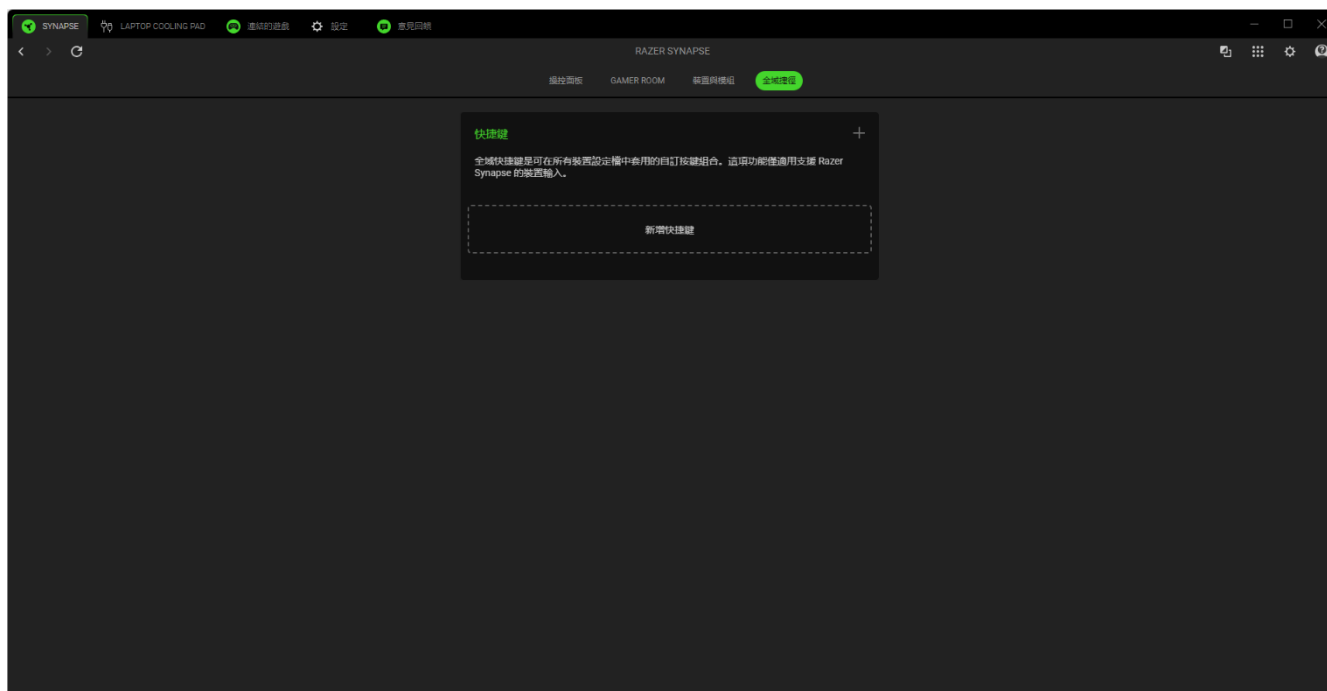 SYNAPSE
LAPTOP COOLING PAD
連結的遊戲
設定
意見回饋
RAZER SYNAPSE
操控面板
GAMER ROOM
裝置與模組
全域捷徑
快捷鍵
全域快捷鍵是可在所有裝置設定檔中套用的自訂按鍵組合。這項功能僅適用支援 Razer
Synapse 的裝置輸入。
新增快捷鍵